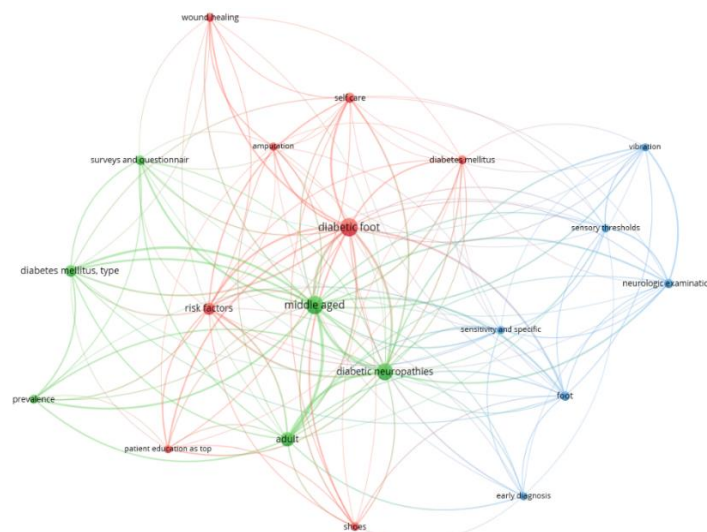 wound healing
self care
amputation
vibration
surveys and questionnair
diabetes mellitus
diabetic foot
sensory thresholds
diabetes mellitus, type
neurologic examinatio
middle aged
risk factors
sensitivity and specific
diabetic neuropathies
foot
prevalence
adult
patient education as top
early diagnosis
shoes